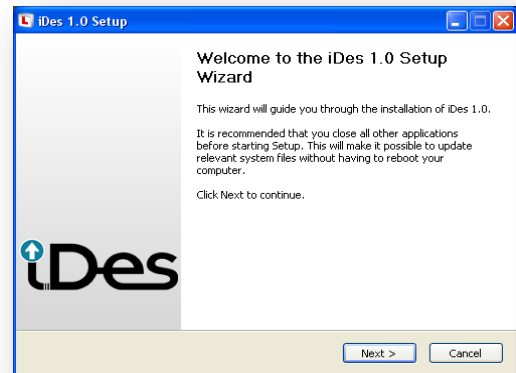 iDes 1.0 Setup
Welcome to the iDes 1.0 Setup
Wizard
This wizard will guide you through the installation of iDes 1.0.
It is recommended that you close all other applications
before starting Setup. This will make it possible to update
relevant system files without having to reboot your
computer.
Click Next to continue.
iDes
Next >
Cancel